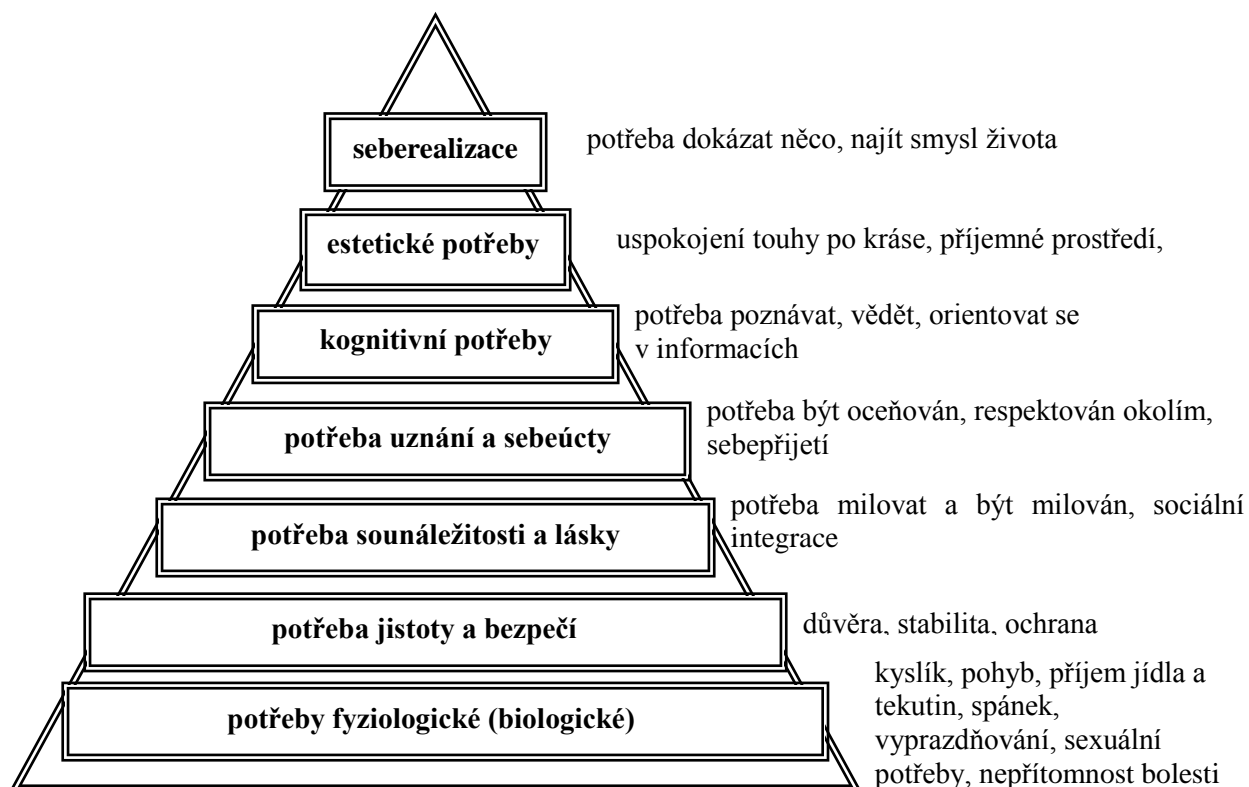 seberealizace
potřeba dokázat něco, najít smysl života
estetické potřeby
uspokojení touhy po kráse, příjemné prostředí,
kognitivní potřeby
potřeba poznávat, vědět, orientovat se
v informacích
potřeba uznání a sebeúcty
potřeba být oceňován, respektován okolím,
sebepřijetí
potřeba sounáležitosti a lásky
potřeba milovat a být milován, sociální
integrace
potřeba jistoty a bezpečí
důvěra, stabilita, ochrana
potřeby fyziologické (biologické)
kyslík, pohyb, příjem jídla a
tekutin, spánek,
vyprazdňování, sexuální
potřeby, nepřítomnost bolesti